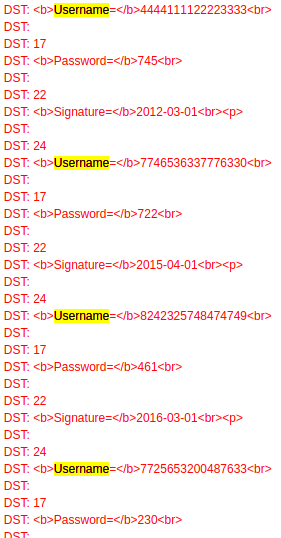 DST: <b>Username=</b>4444111122223333<br>
DST:
DST: 17
DST: <b>Password=</b>745<br>
DST:
DST: 22
DST: <b>Signature=</b>2012-03-01<br><p>
DST:
DST: 24
DST: <b>Username=</b>7746536337776330<br>
DST:
DST: 17
DST: <b>Password=</b>722<br>
DST:
DST: 22
DST: <b>Signature=</b>2015-04-01<br><p>
DST:
DST: 24
DST: <b>Username=</b>8242325748474749<br>
DST:
DST: 17
DST: <b>Password=</b>461<br>
DST:
DST: 22
DST: <b>Signature=</b>2016-03-01<br><p>
DST:
DST: 24
DST: <b>Username=</b>7725653200487633<br>
DST:
DST: 17
DST: <b>Password=</b>230<br>
DST: